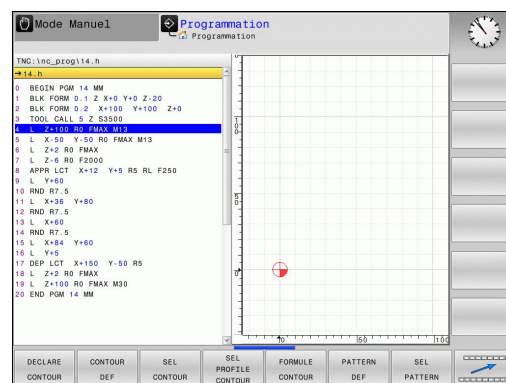 Mode Manuel
Programmation
Programmation
TNC:\nc_prog\14.h
→14.h
0 BEGIN PGM 14 MM
1 BLK FORM 0.1 Z X+0 Y+0 Z-20
2 BLK FORM 0.2 X+100 Y+100 Z+0
3 TOOL CALL 5 Z S3500
4 L Z+100 R0 FMAX M13
5 L X-50 Y-50 R0 FMAX M13
6 L Z+2 R0 FMAX
7 L Z-6 R0 F2000
8 APPR LCT X+12 Y+5 R5 RL F250
9 L Y+60
10 RND R7.5
11 L X+36 Y+80
12 RND R7.5
13 L X+60
14 RND R7.5
15 L X+84 Y+60
16 L Y+5
17 DEP LCT X+150 Y-50 R5
18 L Z+2 R0 FMAX
19 L Z+100 R0 FMAX M30
20 END PGM 14 MM
100
50
0
0 50 100
DECLARE CONTOUR
CONTOUR DEF
SEL CONTOUR
SEL PROFILE CONTOUR
FORMULE CONTOUR
PATTERN DEF
SEL PATTERN